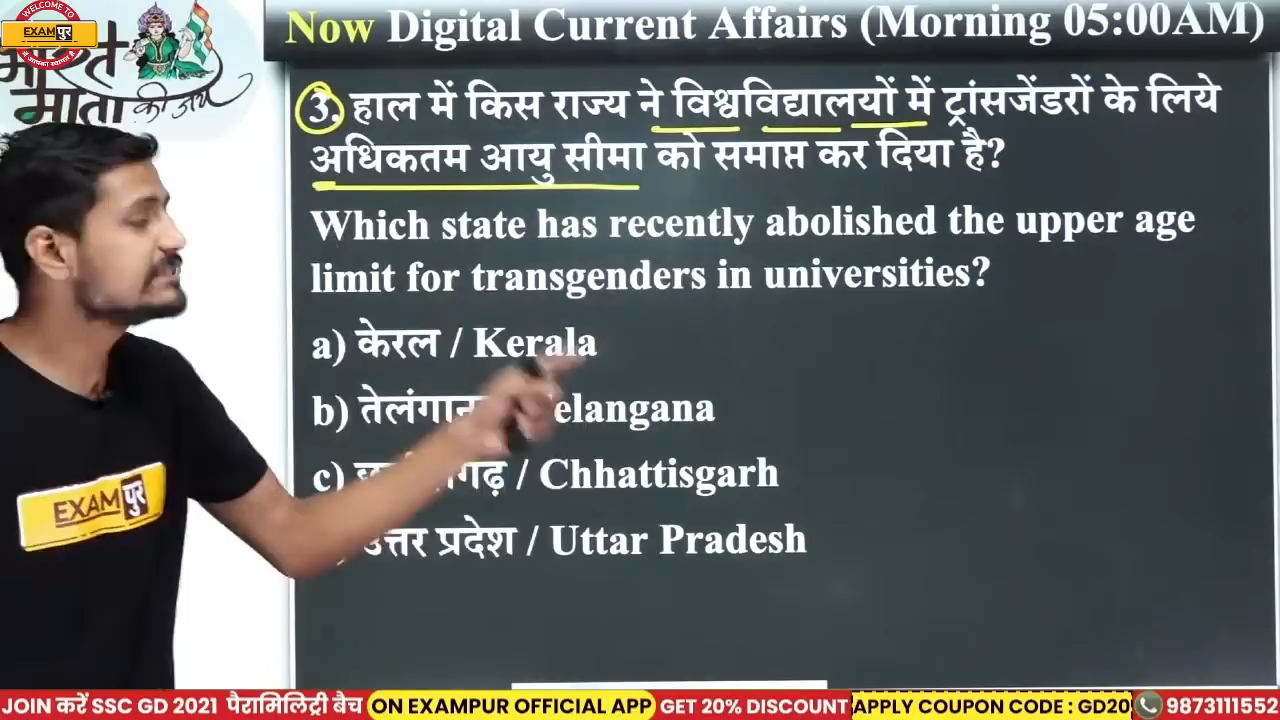 WELCOME TO
EXAMपुर
भारत
माता की जय
Now Digital Current Affairs (Morning 05:00AM)
3. हाल में किस राज्य ने विश्वविद्यालयों में ट्रांसजेंडरों के लिये
अधिकतम आयु सीमा को समाप्त कर दिया है?
Which state has recently abolished the upper age
limit for transgenders in universities?
a) केरल / Kerala
b) elangana
c) / Chhattisgarh
उत्तर प्रदेश / Uttar Pradesh
EXAMपुर
JOIN करें SSC GD 2021 पैरामिलिट्री बैच ON EXAMPUR OFFICIAL APP GET 20% DISCOUNT APPLY COUPON CODE : GD20 9873111552